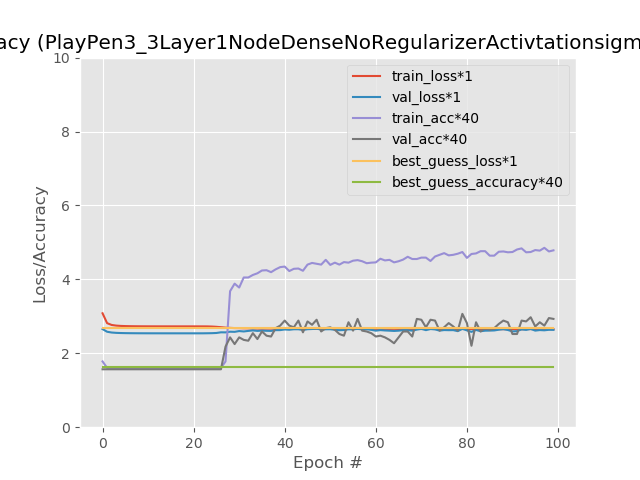 acy (PlayPen3_3Layer1NodeDenseNoRegularizerActivtationsigm
10
8
6
4
2
0
0 20 40 60 80 100
Loss/Accuracy
Epoch #
train_loss*1
val_loss*1
train_acc*40
val_acc*40
best_guess_loss*1
best_guess_accuracy*40